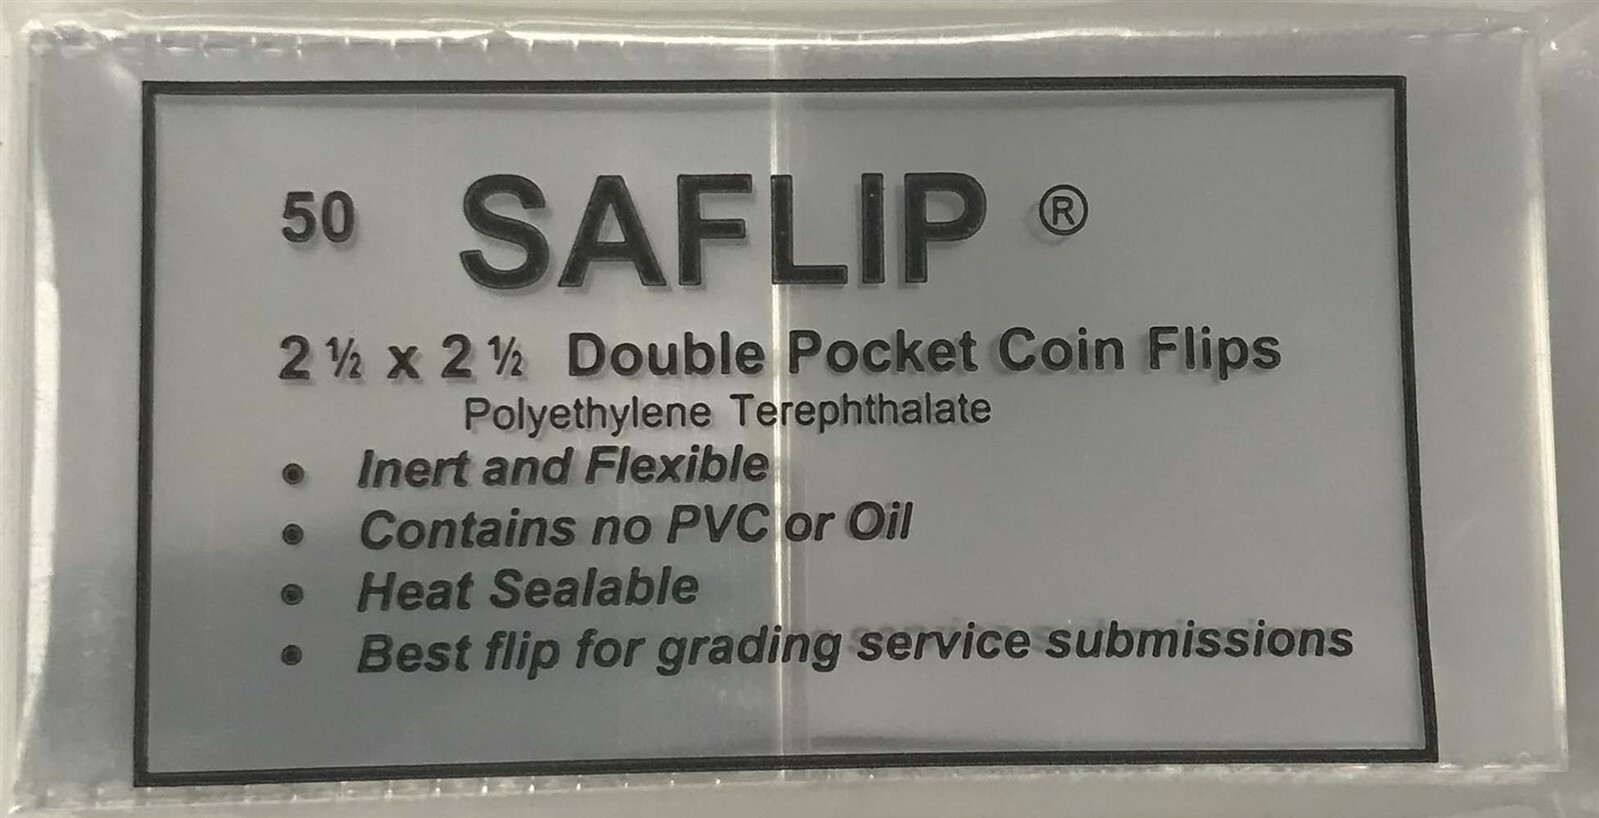 50 SAFLIP ®
2 ½ x 2 ½ Double Pocket Coin Flips
Polyethylene Terephthalate
• Inert and Flexible
• Contains no PVC or Oil
• Heat Sealable
• Best flip for grading service submissions